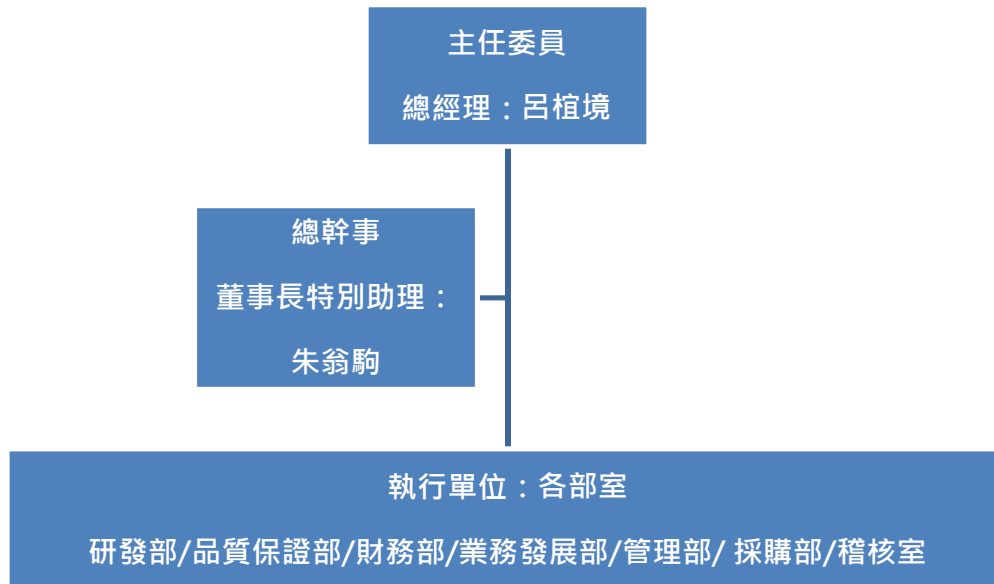 主任委員
總經理：呂植境
總幹事
董事長特別助理：
朱翁駒
執行單位：各部室
研發部/品質保證部/財務部/業務發展部/管理部/ 採購部/稽核室